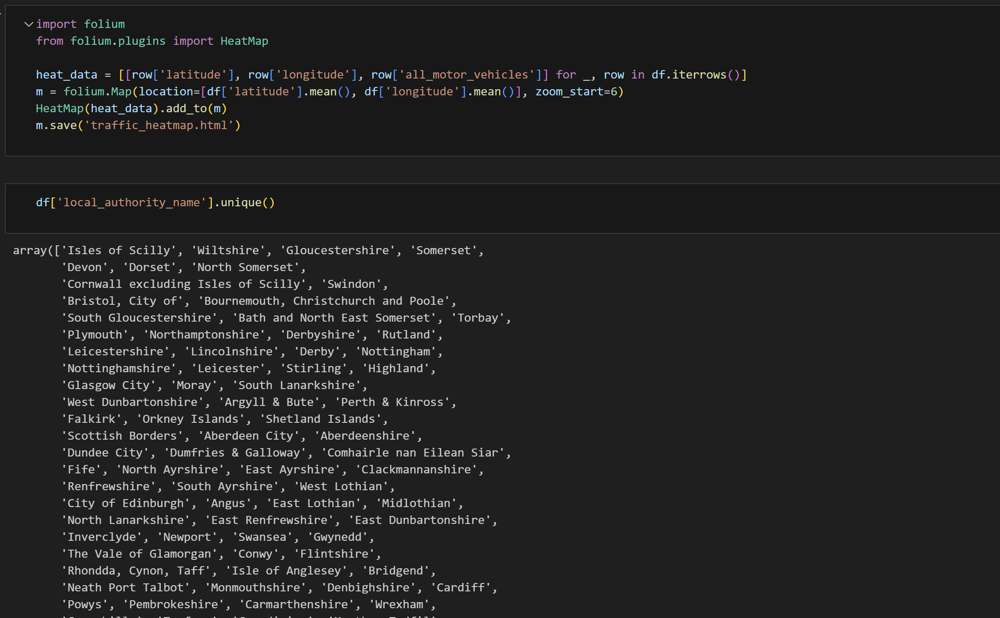 import folium
from folium.plugins import HeatMap
heat_data = [[row['latitude'], row['longitude'], row['all_motor_vehicles']] for _, row in df.iterrows()]
m = folium.Map(location=[df['latitude'].mean(), df['longitude'].mean()], zoom_start=6)
HeatMap(heat_data).add_to(m)
m.save('traffic_heatmap.html')
df['local_authority_name'].unique()
array(['Isles of Scilly', 'Wiltshire', 'Gloucestershire', 'Somerset',
'Devon', 'Dorset', 'North Somerset',
'Cornwall excluding Isles of Scilly', 'Swindon',
'Bristol, City of', 'Bournemouth, Christchurch and Poole',
'South Gloucestershire', 'Bath and North East Somerset', 'Torbay',
'Plymouth', 'Northamptonshire', 'Derbyshire', 'Rutland',
'Leicestershire', 'Lincolnshire', 'Derby', 'Nottingham',
'Nottinghamshire', 'Leicester', 'Stirling', 'Highland',
'Glasgow City', 'Moray', 'South Lanarkshire',
'West Dunbartonshire', 'Argyll & Bute', 'Perth & Kinross',
'Falkirk', 'Orkney Islands', 'Shetland Islands',
'Scottish Borders', 'Aberdeen City', 'Aberdeenshire',
'Dundee City', 'Dumfries & Galloway', 'Comhairle nan Eilean Siar',
'Fife', 'North Ayrshire', 'East Ayrshire', 'Clackmannanshire',
'Renfrewshire', 'South Ayrshire', 'West Lothian',
'City of Edinburgh', 'Angus', 'East Lothian', 'Midlothian',
'North Lanarkshire', 'East Renfrewshire', 'East Dunbartonshire',
'Inverclyde', 'Newport', 'Swansea', 'Gwynedd',
'The Vale of Glamorgan', 'Conwy', 'Flintshire',
'Rhondda, Cynon, Taff', 'Isle of Anglesey', 'Bridgend',
'Neath Port Talbot', 'Monmouthshire', 'Denbighshire', 'Cardiff',
'Powys', 'Pembrokeshire', 'Carmarthenshire', 'Wrexham',